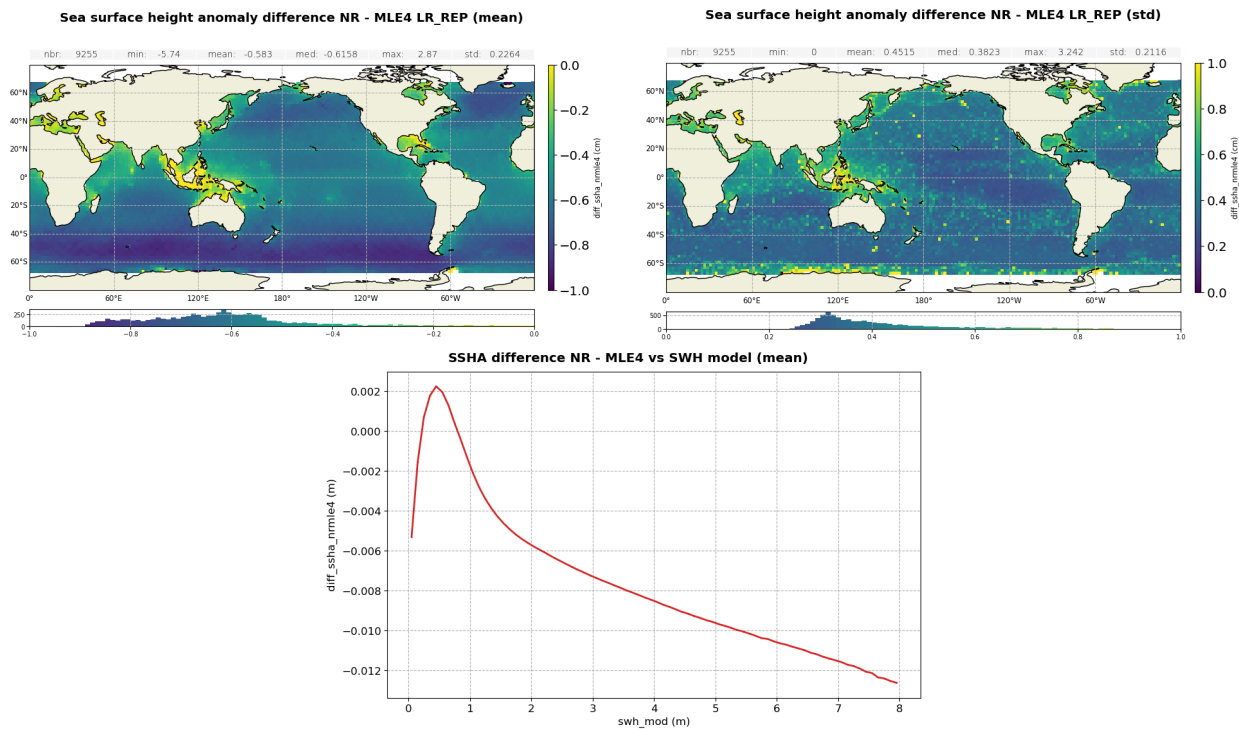 Sea surface height anomaly difference NR - MLE4 LR_REP (mean)
nbr: 9255 min: -5.74 mean: -0.583 med: -0.6158 max: 2.87 std: 0.2264
60°N
40°N
20°N
0°
20°S
40°S
60°S
0° 60°E 120°E 180° 120°W 60°W
0.0
−0.2
−0.4
−0.6
−0.8
−1.0
diff_ssha_nrmle4 (cm)
250
0
−1.0 −0.8 −0.6 −0.4 −0.2 0.0
Sea surface height anomaly difference NR - MLE4 LR_REP (std)
nbr: 9255 min: 0 mean: 0.4515 med: 0.3823 max: 3.242 std: 0.2116
60°N
40°N
20°N
0°
20°S
40°S
60°S
0° 60°E 120°E 180° 120°W 60°W
1.0
0.8
0.6
0.4
0.2
0.0
diff_ssha_nrmle4 (cm)
500
0
0.0 0.2 0.4 0.6 0.8 1.0
SSHA difference NR - MLE4 vs SWH model (mean)
0.002
0.000
−0.002
−0.004
−0.006
−0.008
−0.010
−0.012
diff_ssha_nrmle4 (m)
0 1 2 3 4 5 6 7 8
swh_mod (m)